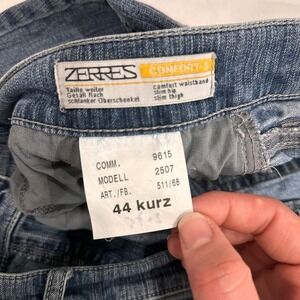 ZERRES COMFORT-S
Taille weiter Comfort waistband
Gesäß flach slim hip
schlanker Oberschenkel slim thigh
COMM. 9615
MODELL 2507
ART./FB. 511/68
44 kurz